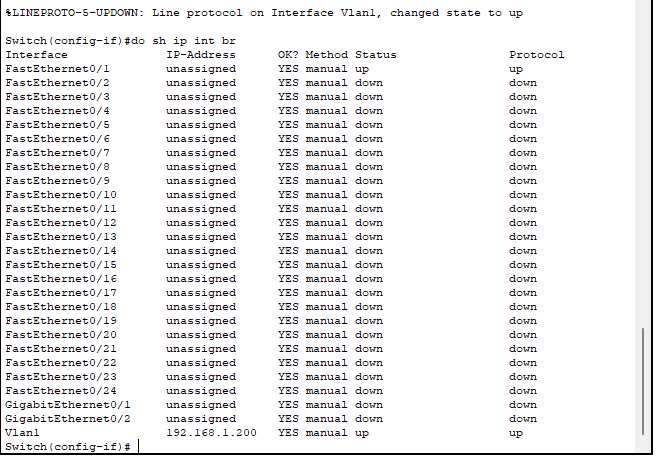 %LINEPROTO-5-UPDOWN: Line protocol on Interface Vlan1, changed state to up
Switch(config-if)#do sh ip int br
Interface IP-Address OK? Method Status Protocol
FastEthernet0/1 unassigned YES manual up up
FastEthernet0/2 unassigned YES manual down down
FastEthernet0/3 unassigned YES manual down down
FastEthernet0/4 unassigned YES manual down down
FastEthernet0/5 unassigned YES manual down down
FastEthernet0/6 unassigned YES manual down down
FastEthernet0/7 unassigned YES manual down down
FastEthernet0/8 unassigned YES manual down down
FastEthernet0/9 unassigned YES manual down down
FastEthernet0/10 unassigned YES manual down down
FastEthernet0/11 unassigned YES manual down down
FastEthernet0/12 unassigned YES manual down down
FastEthernet0/13 unassigned YES manual down down
FastEthernet0/14 unassigned YES manual down down
FastEthernet0/15 unassigned YES manual down down
FastEthernet0/16 unassigned YES manual down down
FastEthernet0/17 unassigned YES manual down down
FastEthernet0/18 unassigned YES manual down down
FastEthernet0/19 unassigned YES manual down down
FastEthernet0/20 unassigned YES manual down down
FastEthernet0/21 unassigned YES manual down down
FastEthernet0/22 unassigned YES manual down down
FastEthernet0/23 unassigned YES manual down down
FastEthernet0/24 unassigned YES manual down down
GigabitEthernet0/1 unassigned YES manual down down
GigabitEthernet0/2 unassigned YES manual down down
Vlan1 192.168.1.200 YES manual up up
Switch(config-if)#